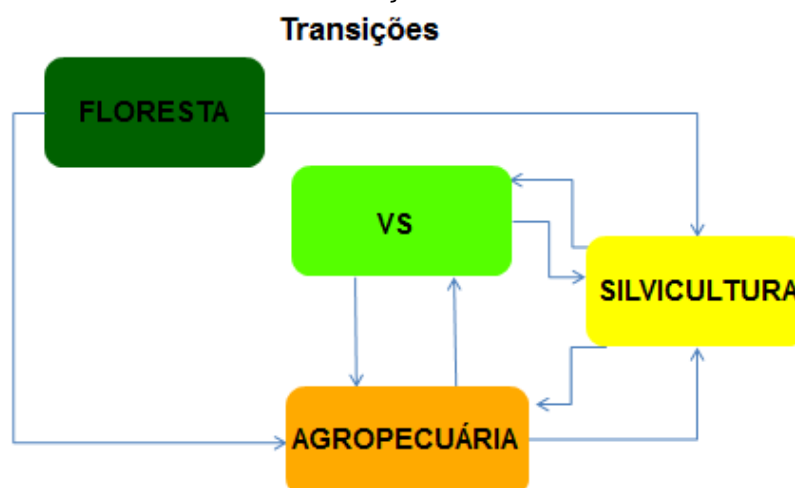 Transições
FLORESTA
VS
SILVICULTURA
AGROPECUÁRIA